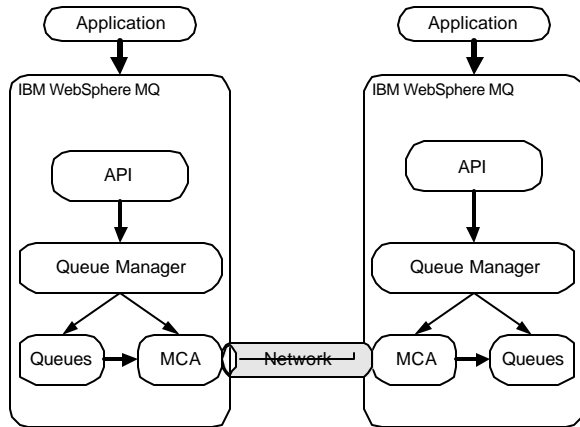 Application
Application
IBM WebSphere MQ
IBM WebSphere MQ
API
API
Queue Manager
Queue Manager
Queues
MCA
Network
MCA
Queues